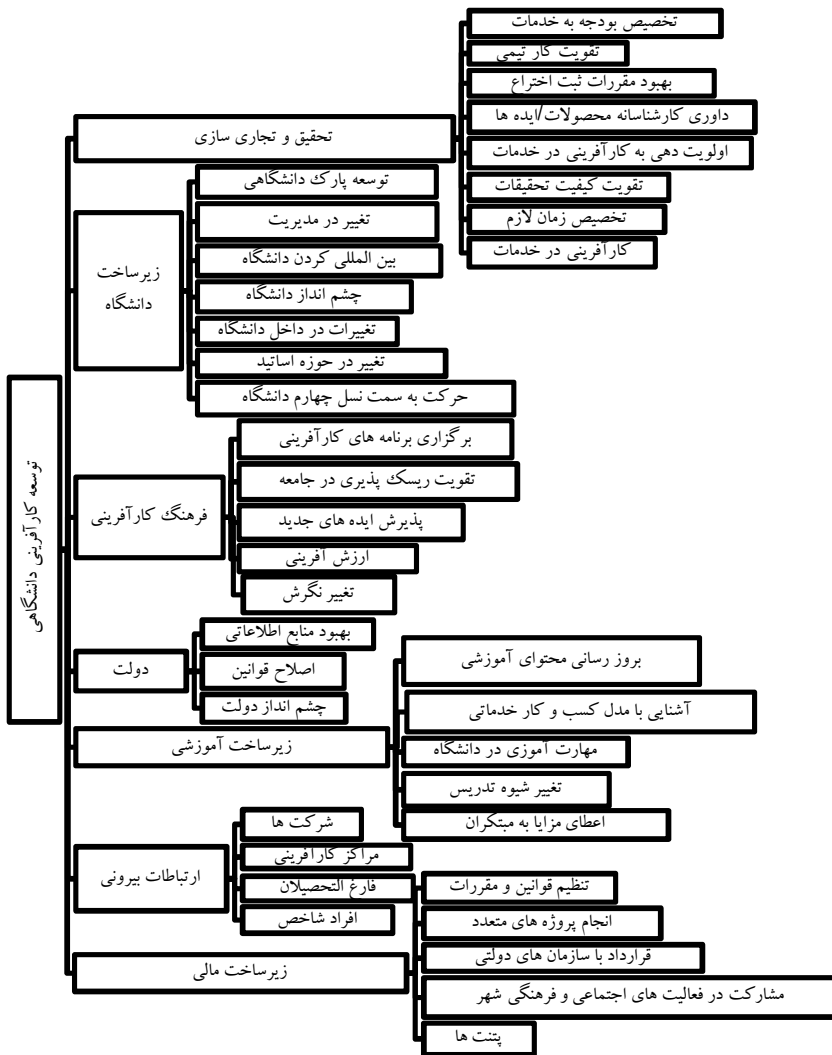 توسعه کارآفرینی دانشگاهی
تحقیق و تجاری سازی
تخصیص بودجه به خدمات
تقویت کار تیمی
بهبود مقررات ثبت اختراع
داوری کارشناسانه محصولات/ایده ها
اولویت دهی به کارآفرینی در خدمات
تقویت کیفیت تحقیقات
تخصیص زمان لازم
کارآفرینی در خدمات
زیرساخت
دانشگاه
توسعه پارک دانشگاهی
تغییر در مدیریت
بین المللی کردن دانشگاه
چشم انداز دانشگاه
تغییرات در داخل دانشگاه
تغییر در حوزه اساتید
حرکت به سمت نسل چهارم دانشگاه
فرهنگ کارآفرینی
برگزاری برنامه های کارآفرینی
تقویت ریسک پذیری در جامعه
پذیرش ایده های جدید
ارزش آفرینی
تغییر نگرش
دولت
بهبود منابع اطلاعاتی
اصلاح قوانین
چشم انداز دولت
زیرساخت آموزشی
بروز رسانی محتوای آموزشی
آشنایی با مدل کسب و کار خدماتی
مهارت آموزی در دانشگاه
تغییر شیوه تدریس
اعطای مزایا به مبتکران
ارتباطات بیرونی
شرکت ها
مراکز کارآفرینی
فارغ التحصیلان
افراد شاخص
زیرساخت مالی
تنظیم قوانین و مقررات
انجام پروژه های متعدد
قرارداد با سازمان های دولتی
مشارکت در فعالیت های اجتماعی و فرهنگی شهر
پتنت ها